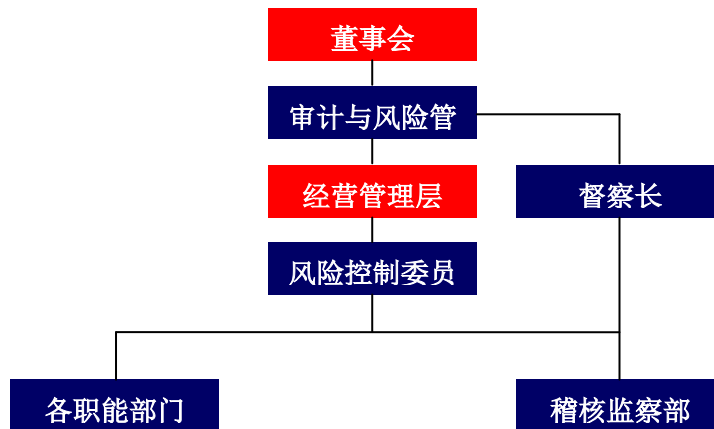 董事会
审计与风险管
经营管理层
督察长
风险控制委员
各职能部门
稽核监察部